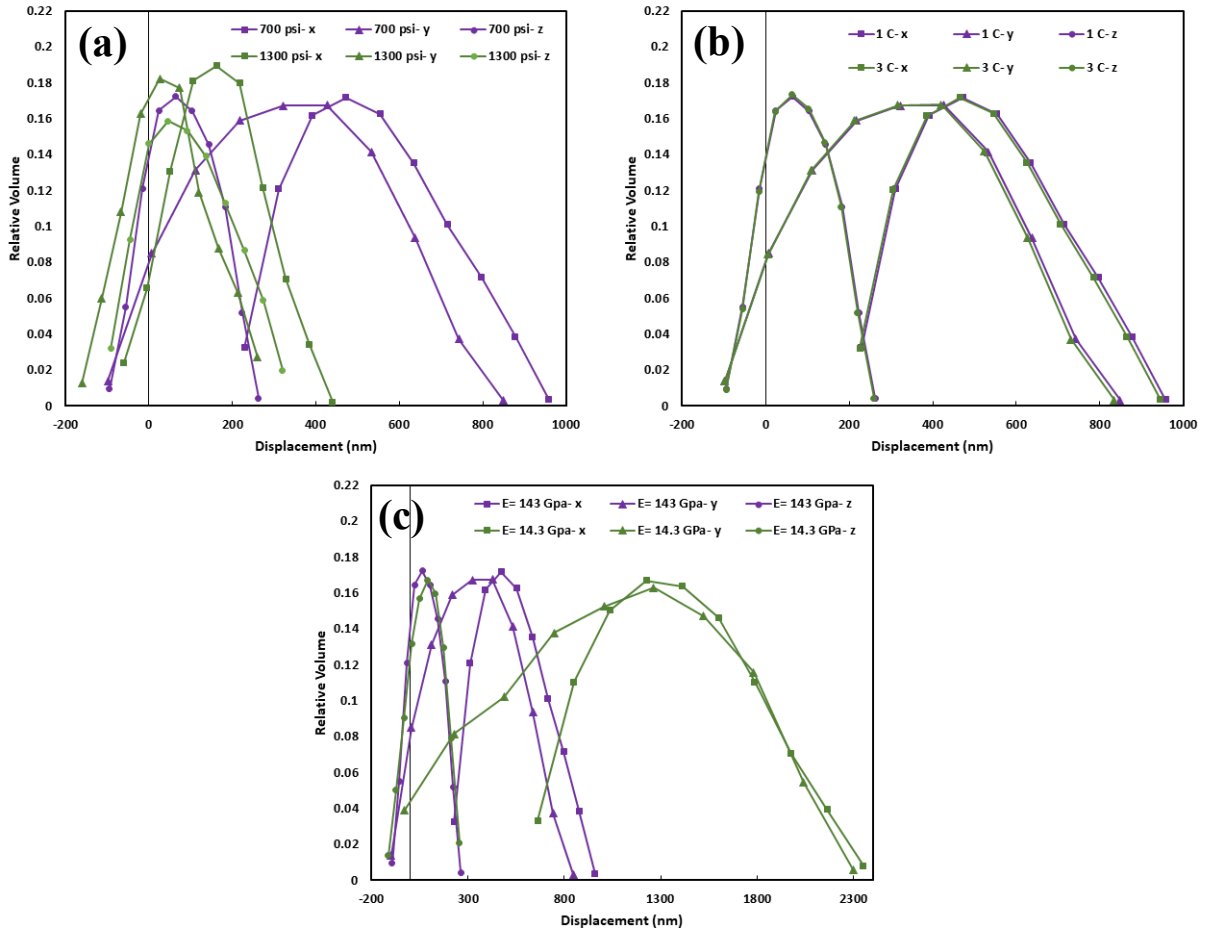 (a)
700 psi- x 700 psi- y 700 psi- z
1300 psi- x 1300 psi- y 1300 psi- z
0.22
0.2
0.18
0.16
0.14
0.12
0.1
0.08
0.06
0.04
0.02
0
Relative Volume
-200 0 200 400 600 800 1000
Displacement (nm)
(b)
1 C- x 1 C- y 1 C- z
3 C- x 3 C- y 3 C- z
0.22
0.2
0.18
0.16
0.14
0.12
0.1
0.08
0.06
0.04
0.02
0
Relative Volume
-200 0 200 400 600 800 1000
Displacement (nm)
(c)
E= 143 Gpa- x E= 143 Gpa- y E= 143 Gpa- z
E= 14.3 Gpa- x E= 14.3 GPa- y E= 14.3 GPa- z
0.22
0.2
0.18
0.16
0.14
0.12
0.1
0.08
0.06
0.04
0.02
0
Relative Volume
-200 300 800 1300 1800 2300
Displacement (nm)